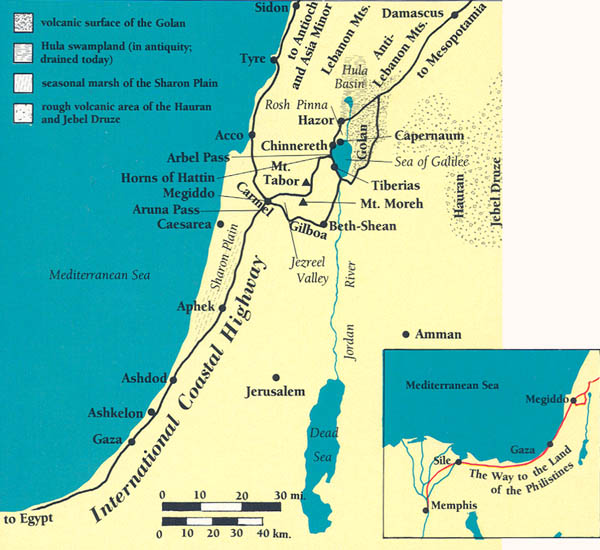 volcanic surface of the Golan
Hula swampland (in antiquity;
drained today)
seasonal marsh of the Sharon Plain
rough volcanic area of the Hauran
and Jebel Druze
Sidon
Damascus
to Antioch
and Asia Minor
Lebanon Mts.
Anti-
Lebanon Mts.
to Mesopotamia
Tyre
Hula
Basin
Rosh Pinna
Hazor
Acco
Chinnereth
Capernaum
Golan
Arbel Pass
Sea of Galilee
Mt.
Tabor
Horns of Hattin
Tiberias
Megiddo
Carmel
Mt. Moreh
Hauran
Jebel Druze
Aruna Pass
Caesarea
Gilboa
Beth-Shean
Sharon Plain
Jezreel
Valley
Mediterranean Sea
River
Jordan
Aphek
International Coastal Highway
Amman
Ashdod
Jerusalem
Ashkelon
Gaza
Dead
Sea
to Egypt
0 10 20 30 mi.
0 10 20 30 40 km.
Mediterranean Sea
Megiddo
Gaza
Sile
The Way to the Land
of the Philistines
Memphis